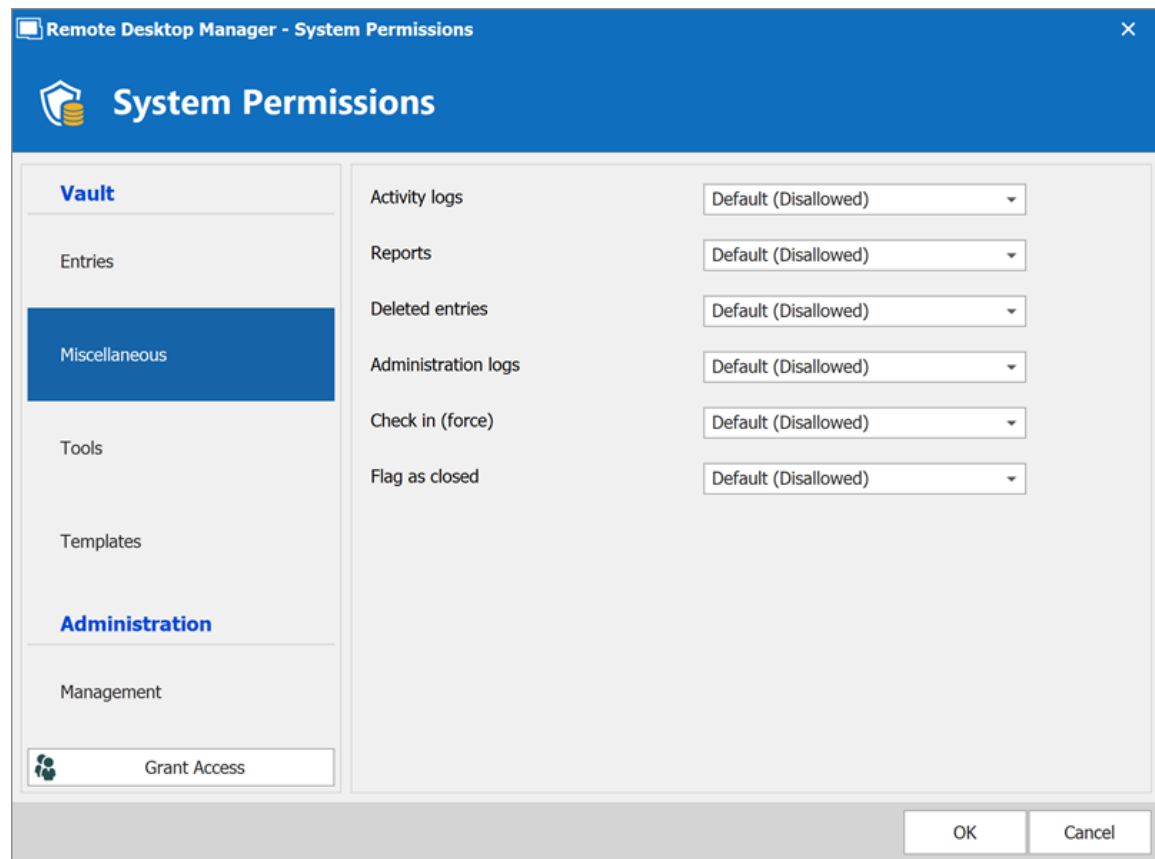 Remote Desktop Manager - System Permissions
System Permissions
Vault
Entries
Miscellaneous
Tools
Templates
Administration
Management
Grant Access
Activity logs Default (Disallowed)
Reports Default (Disallowed)
Deleted entries Default (Disallowed)
Administration logs Default (Disallowed)
Check in (force) Default (Disallowed)
Flag as closed Default (Disallowed)
OK Cancel